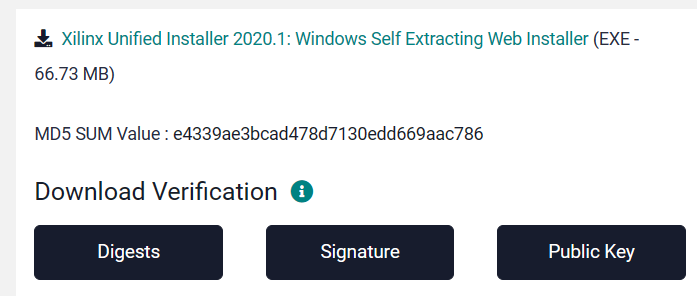 Xilinx Unified Installer 2020.1: Windows Self Extracting Web Installer (EXE -
66.73 MB)
MD5 SUM Value : e4339ae3bcad478d7130edd669aac786
Download Verification
Digests
Signature
Public Key